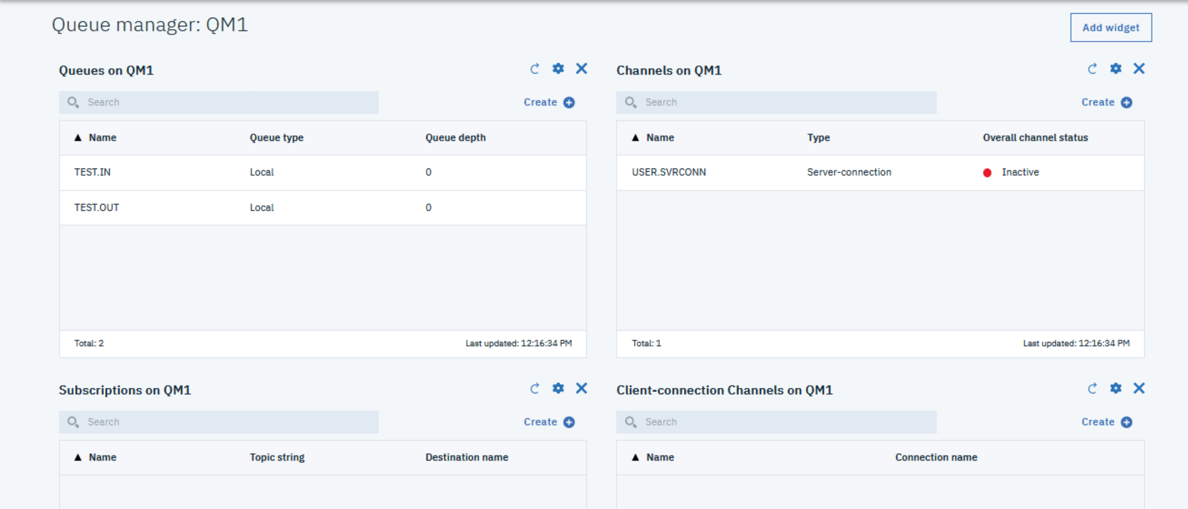 Queue manager: QM1
Add widget
Queues on QM1
Search
Create
Name Queue type Queue depth
TEST.IN Local 0
TEST.OUT Local 0
Total: 2 Last updated: 12:16:34 PM
Channels on QM1
Search
Create
Name Type Overall channel status
USER.SVRCONN Server-connection Inactive
Total: 1 Last updated: 12:16:34 PM
Subscriptions on QM1
Search
Create
Name Topic string Destination name
Client-connection Channels on QM1
Search
Create
Name Connection name